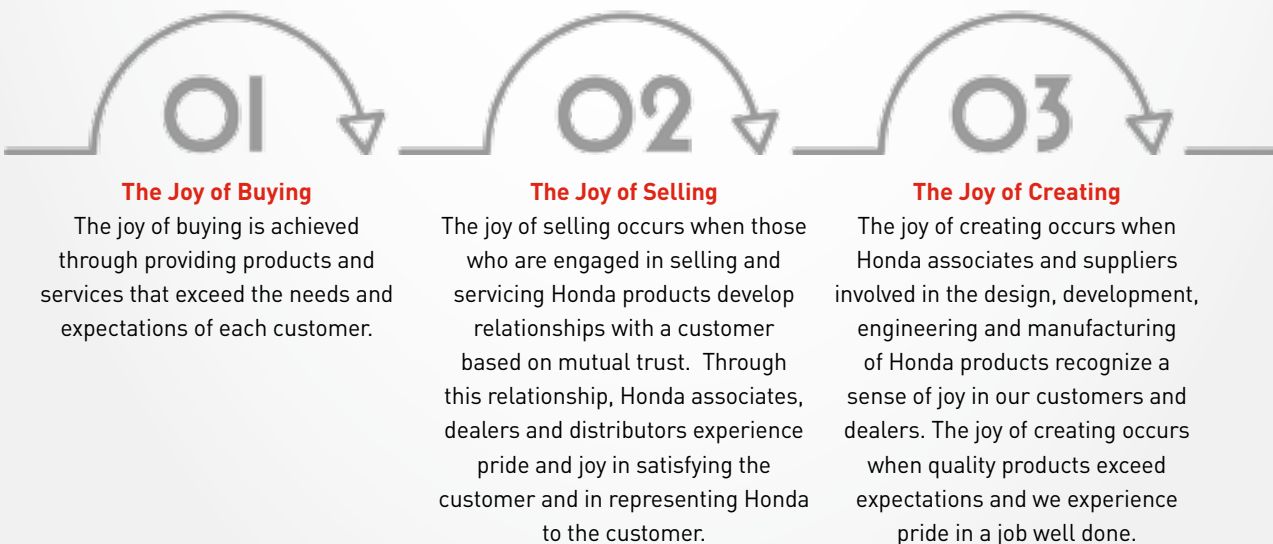 01
The Joy of Buying
The joy of buying is achieved
through providing products and
services that exceed the needs and
expectations of each customer.
02
The Joy of Selling
The joy of selling occurs when those
who are engaged in selling and
servicing Honda products develop
relationships with a customer
based on mutual trust.  Through
this relationship, Honda associates,
dealers and distributors experience
pride and joy in satisfying the
customer and in representing Honda
to the customer.
03
The Joy of Creating
The joy of creating occurs when
Honda associates and suppliers
involved in the design, development,
engineering and manufacturing
of Honda products recognize a
sense of joy in our customers and
dealers. The joy of creating occurs
when quality products exceed
expectations and we experience
pride in a job well done.